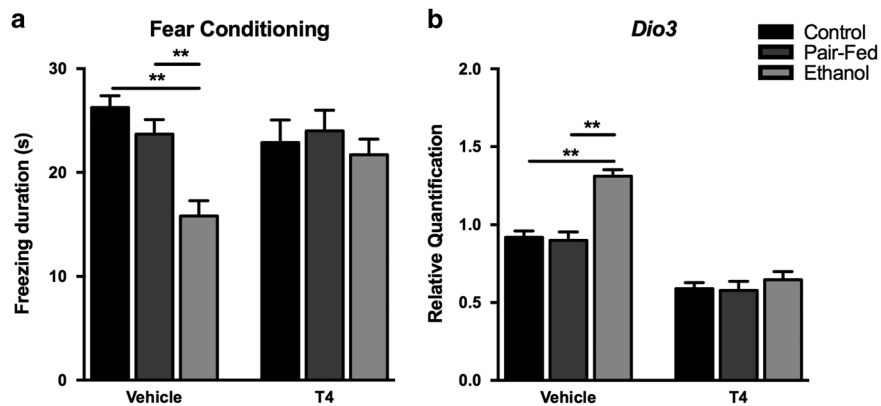 a
Fear Conditioning
Freezing duration (s)
30
20
10
0
**
**
Vehicle
T4
b
Dio3
Relative Quantification
2.0
1.5
1.0
0.5
0.0
**
**
Vehicle
T4
Control
Pair-Fed
Ethanol